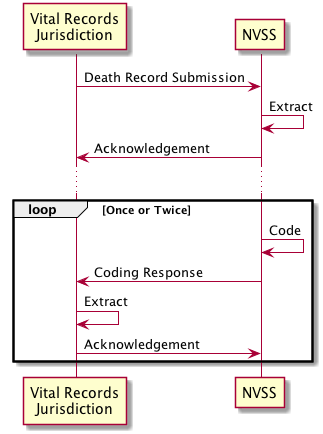 Vital Records
Jurisdiction
NVSS
Death Record Submission
Extract
Acknowledgement
loop [Once or Twice]
Code
Coding Response
Extract
Acknowledgement
Vital Records
Jurisdiction
NVSS